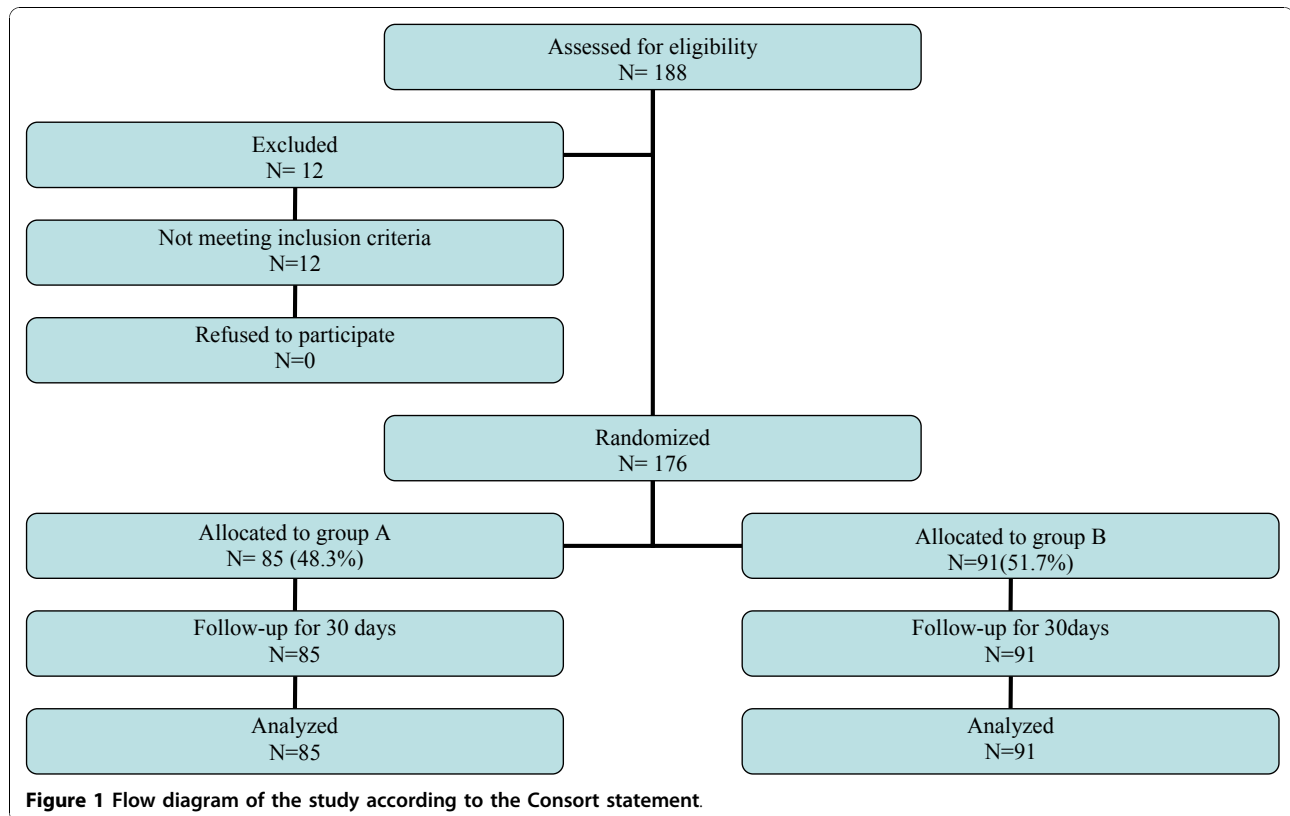 Assessed for eligibility
N= 188
Excluded
N= 12
Not meeting inclusion criteria
N=12
Refused to participate
N=0
Randomized
N= 176
Allocated to group A
N= 85 (48.3%)
Allocated to group B
N=91(51.7%)
Follow-up for 30 days
N=85
Follow-up for 30days
N=91
Analyzed
N=85
Analyzed
N=91
Figure 1 Flow diagram of the study according to the Consort statement.